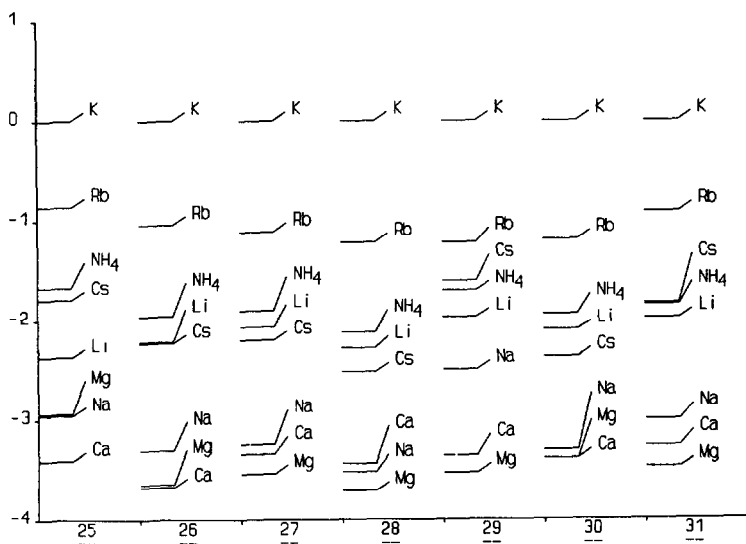 1
K K K K K K K
0
Rb Rb Rb Rb Rb Rb Rb
-1
NH4 Cs Li Mg Na Ca
NH4 Li Cs Na Mg Ca
NH4 Li Cs Na Ca Mg
NH4 Li Cs Ca Na Mg
Cs NH4 Li Na Ca Mg
NH4 Li Cs Na Mg Ca
Cs NH4 Li Na Ca Mg
-2
-3
-4
25 26 27 28 29 30 31